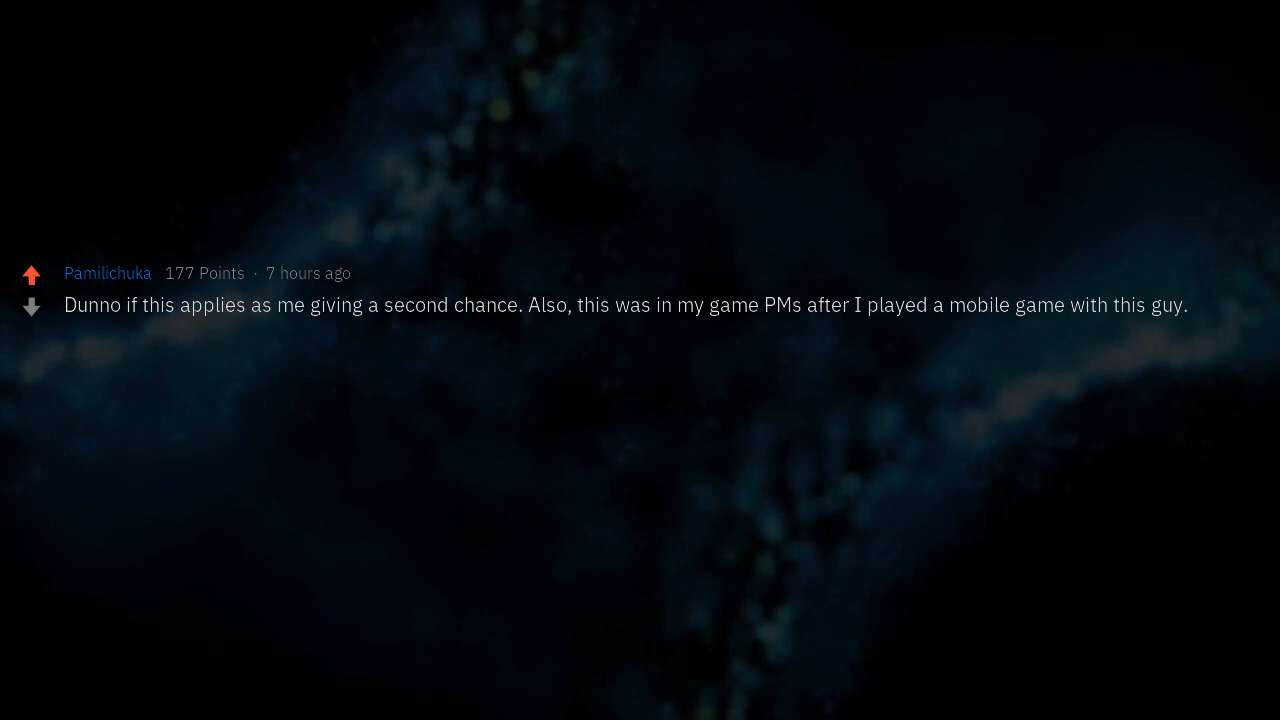 Pamilichuka 177 Points · 7 hours ago
Dunno if this applies as me giving a second chance. Also, this was in my game PMs after I played a mobile game with this guy.